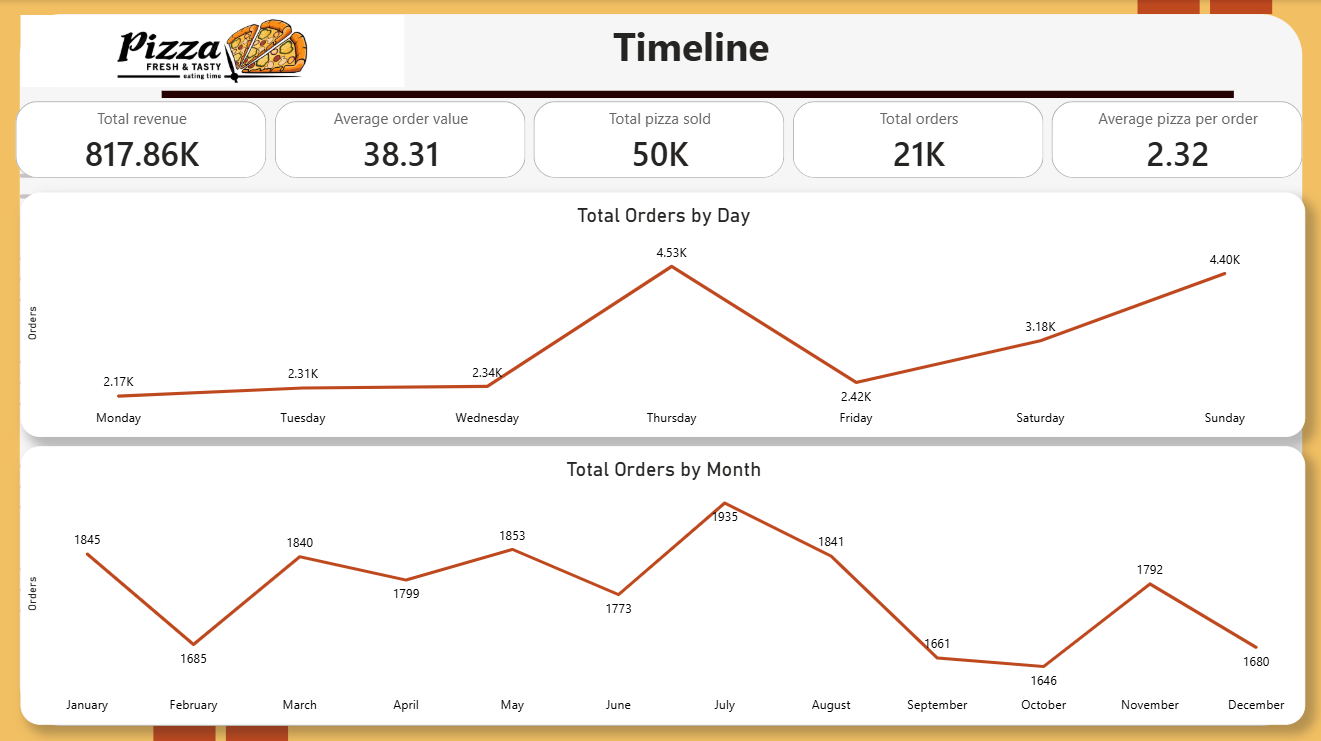 Pizza
FRESH & TASTY
eating time
Timeline
Total revenue
817.86K
Average order value
38.31
Total pizza sold
50K
Total orders
21K
Average pizza per order
2.32
Total Orders by Day
Orders
2.17K
2.31K
2.34K
4.53K
2.42K
3.18K
4.40K
Monday
Tuesday
Wednesday
Thursday
Friday
Saturday
Sunday
Total Orders by Month
Orders
1845
1685
1840
1799
1853
1773
1935
1841
1661
1646
1792
1680
January
February
March
April
May
June
July
August
September
October
November
December